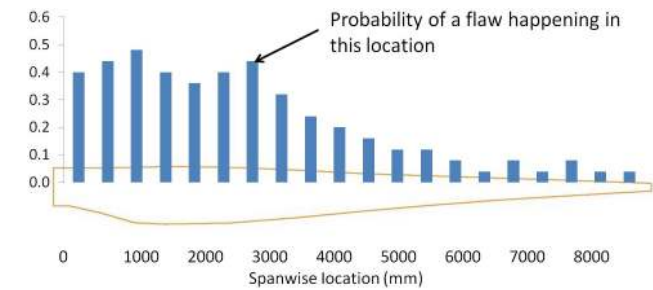 Probability of a flaw happening in
this location
0.6
0.5
0.4
0.3
0.2
0.1
0.0
0 1000 2000 3000 4000 5000 6000 7000 8000
Spanwise location (mm)